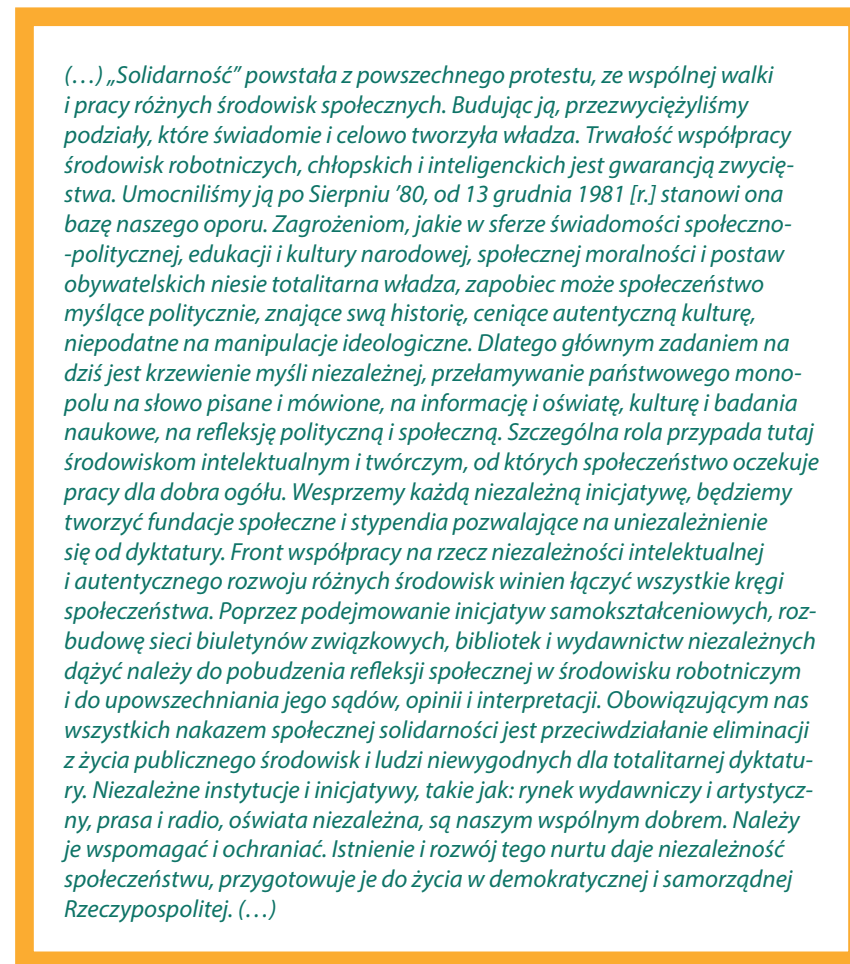 (…) „Solidarność” powstała z powszechnego protestu, ze wspólnej walki
i pracy różnych środowisk społecznych. Budując ją, przezwyciężyliśmy
podziały, które świadomie i celowo tworzyła władza. Trwałość współpracy
środowisk robotniczych, chłopskich i inteligenckich jest gwarancją zwycię-
stwa. Umocniliśmy ją po Sierpniu ’80, od 13 grudnia 1981 [r.] stanowi ona
bazę naszego oporu. Zagrożeniom, jakie w sferze świadomości społeczno-
-politycznej, edukacji i kultury narodowej, społecznej moralności i postaw
obywatelskich niesie totalitarna władza, zapobiec może społeczeństwo
myślące politycznie, znające swą historię, ceniące autentyczną kulturę,
niepodatne na manipulacje ideologiczne. Dlatego głównym zadaniem na
dziś jest krzewienie myśli niezależnej, przełamywanie państwowego mono-
polu na słowo pisane i mówione, na informację i oświatę, kulturę i badania
naukowe, na refleksję polityczną i społeczną. Szczególna rola przypada tutaj
środowiskom intelektualnym i twórczym, od których społeczeństwo oczekuje
pracy dla dobra ogółu. Wesprzemy każdą niezależną inicjatywę, będziemy
tworzyć fundacje społeczne i stypendia pozwalające na uniezależnienie
się od dyktatury. Front współpracy na rzecz niezależności intelektualnej
i autentycznego rozwoju różnych środowisk winien łączyć wszystkie kręgi
społeczeństwa. Poprzez podejmowanie inicjatyw samokształceniowych, roz-
budowę sieci biuletynów związkowych, bibliotek i wydawnictw niezależnych
dążyć należy do pobudzenia refleksji społecznej w środowisku robotniczym
i do upowszechniania jego sądów, opinii i interpretacji. Obowiązującym nas
wszystkich nakazem społecznej solidarności jest przeciwdziałanie eliminacji
z życia publicznego środowisk i ludzi niewygodnych dla totalitarnej dyktatu-
ry. Niezależne instytucje i inicjatywy, takie jak: rynek wydawniczy i artystycz-
ny, prasa i radio, oświata niezależna, są naszym wspólnym dobrem. Należy
je wspomagać i ochraniać. Istnienie i rozwój tego nurtu daje niezależność
społeczeństwu, przygotowuje je do życia w demokratycznej i samorządnej
Rzeczypospolitej. (…)